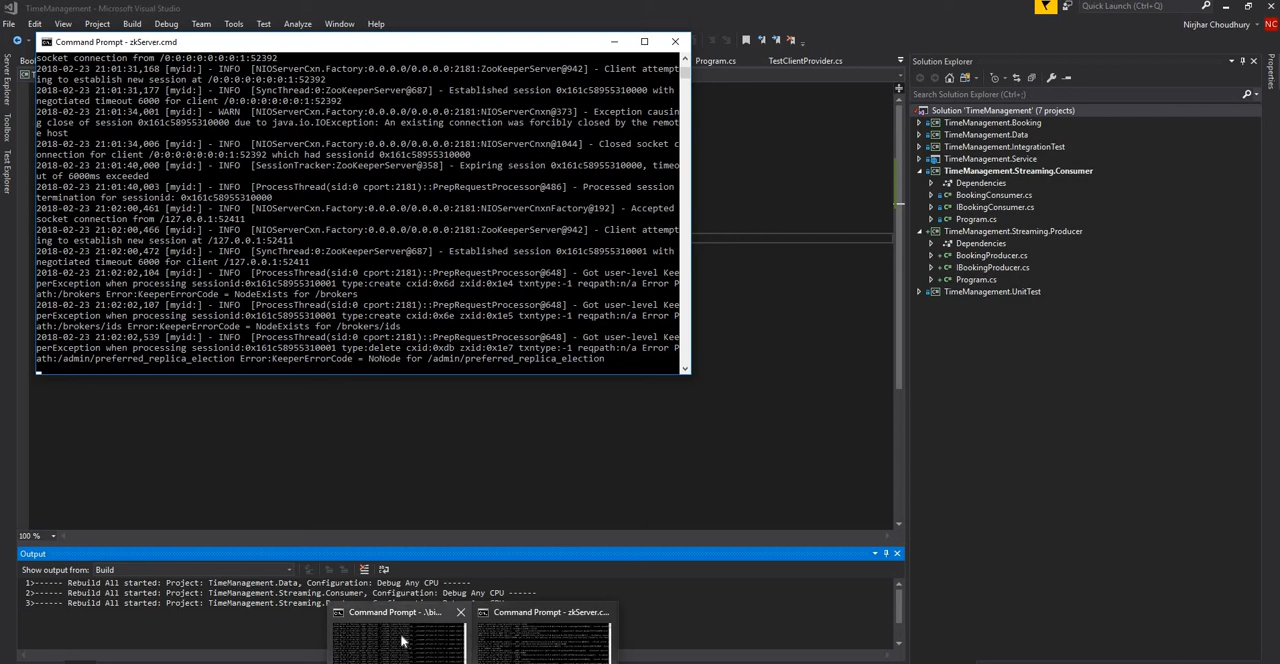 TimeManagement - Microsoft Visual Studio
Quick Launch (Ctrl+Q)
File Edit View Project Build Debug Team Tools Test Analyze Window Help
Nirjhar Choudhury NC
Command Prompt - zkServer.cmd
Program.cs TestClientProvider.cs
Solution Explorer
socket connection from /0:0:0:0:0:0:0:1:52392
2018-02-23 21:01:31,168 [myid:] - INFO  [NIOServerCxn.Factory:0.0.0.0/0.0.0.0:2181:ZooKeeperServer@942] - Client attempt
ing to establish new session at /0:0:0:0:0:0:0:1:52392
2018-02-23 21:01:31,177 [myid:] - INFO  [SyncThread:0:ZooKeeperServer@687] - Established session 0x161c58955310000 with
negotiated timeout 6000 for client /0:0:0:0:0:0:0:1:52392
2018-02-23 21:01:34,001 [myid:] - WARN  [NIOServerCxn.Factory:0.0.0.0/0.0.0.0:2181:NIOServerCnxn@373] - Exception causin
g close of session 0x161c58955310000 due to java.io.IOException: An existing connection was forcibly closed by the remot
e host
2018-02-23 21:01:34,006 [myid:] - INFO  [NIOServerCxn.Factory:0.0.0.0/0.0.0.0:2181:NIOServerCnxn@1044] - Closed socket c
onnection for client /0:0:0:0:0:0:0:1:52392 which had sessionid 0x161c58955310000
2018-02-23 21:01:40,000 [myid:] - INFO  [SessionTracker:ZooKeeperServer@358] - Expiring session 0x161c58955310000, timeo
ut of 6000ms exceeded
2018-02-23 21:01:40,003 [myid:] - INFO  [ProcessThread(sid:0 cport:2181)::PrepRequestProcessor@486] - Processed session
termination for sessionid: 0x161c58955310000
2018-02-23 21:02:00,461 [myid:] - INFO  [NIOServerCxn.Factory:0.0.0.0/0.0.0.0:2181:NIOServerCnxnFactory@192] - Accepted
socket connection from /127.0.0.1:52411
2018-02-23 21:02:00,466 [myid:] - INFO  [NIOServerCxn.Factory:0.0.0.0/0.0.0.0:2181:ZooKeeperServer@942] - Client attempt
ing to establish new session at /127.0.0.1:52411
2018-02-23 21:02:00,472 [myid:] - INFO  [SyncThread:0:ZooKeeperServer@687] - Established session 0x161c58955310001 with
negotiated timeout 6000 for client /127.0.0.1:52411
2018-02-23 21:02:02,104 [myid:] - INFO  [ProcessThread(sid:0 cport:2181)::PrepRequestProcessor@648] - Got user-level Kee
perException when processing sessionid:0x161c58955310001 type:create cxid:0x6d zxid:0x1e4 txntype:-1 reqpath:n/a Error P
ath:/brokers Error:KeeperErrorCode = NodeExists for /brokers
2018-02-23 21:02:02,107 [myid:] - INFO  [ProcessThread(sid:0 cport:2181)::PrepRequestProcessor@648] - Got user-level Kee
perException when processing sessionid:0x161c58955310001 type:create cxid:0x6e zxid:0x1e5 txntype:-1 reqpath:n/a Error P
ath:/brokers/ids Error:KeeperErrorCode = NodeExists for /brokers/ids
2018-02-23 21:02:02,539 [myid:] - INFO  [ProcessThread(sid:0 cport:2181)::PrepRequestProcessor@648] - Got user-level Kee
perException when processing sessionid:0x161c58955310001 type:delete cxid:0xdb zxid:0x1e7 txntype:-1 reqpath:n/a Error P
ath:/admin/preferred_replica_election Error:KeeperErrorCode = NoNode for /admin/preferred_replica_election
Server Explorer
Toolbox
Test Explorer
Properties
Search Solution Explorer (Ctrl+;)
Solution 'TimeManagement' (7 projects)
TimeManagement.Booking
TimeManagement.Data
TimeManagement.IntegrationTest
TimeManagement.Service
TimeManagement.Streaming.Consumer
Dependencies
BookingConsumer.cs
IBookingConsumer.cs
Program.cs
TimeManagement.Streaming.Producer
Dependencies
BookingProducer.cs
IBookingProducer.cs
Program.cs
TimeManagement.UnitTest
100 %
Output
Show output from: Build
1>------ Rebuild All started: Project: TimeManagement.Data, Configuration: Debug Any CPU ------
2>------ Rebuild All started: Project: TimeManagement.Streaming.Consumer, Configuration: Debug Any CPU ------
3>------ Rebuild All started: Project: TimeManagement.Streaming
Command Prompt - .\bi...
Command Prompt - zkServer.c...